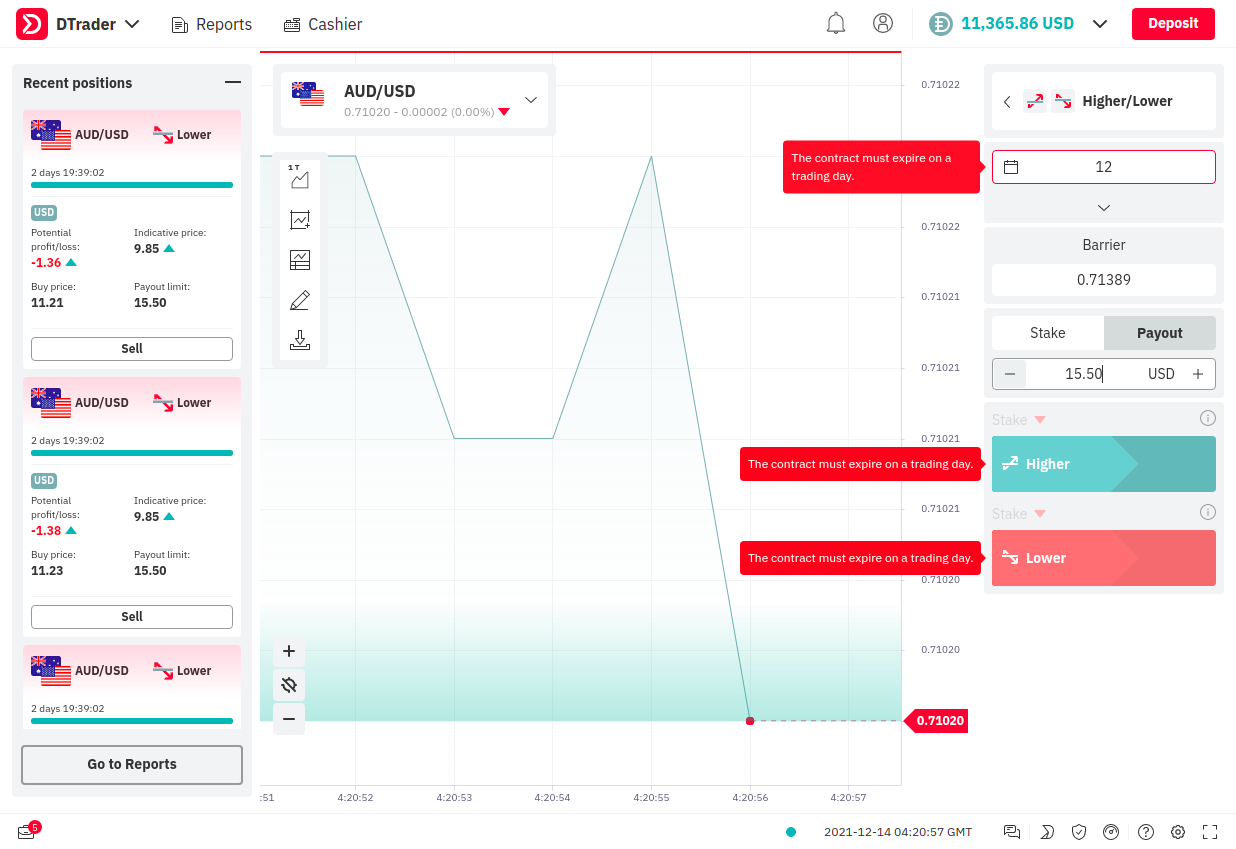 DTrader
Reports
Cashier
11,365.86 USD
Deposit
Recent positions
AUD/USD
Lower
2 days 19:39:02
USD
Potential
profit/loss:
-1.36
Indicative price:
9.85
Buy price:
11.21
Payout limit:
15.50
Sell
AUD/USD
Lower
2 days 19:39:02
USD
Potential
profit/loss:
-1.38
Indicative price:
9.85
Buy price:
11.23
Payout limit:
15.50
Sell
AUD/USD
Lower
2 days 19:39:02
Go to Reports
AUD/USD
0.71020 - 0.00002 (0.00%)
1 T
0.71022
0.71022
0.71021
0.71021
0.71021
0.71021
0.71020
0.71020
0.71020
:51
4:20:52
4:20:53
4:20:54
4:20:55
4:20:56
4:20:57
Higher/Lower
The contract must expire on a
trading day.
12
Barrier
0.71389
Stake
Payout
15.50
USD
Stake
The contract must expire on a trading day.
Higher
Stake
The contract must expire on a trading day.
Lower
5
2021-12-14 04:20:57 GMT